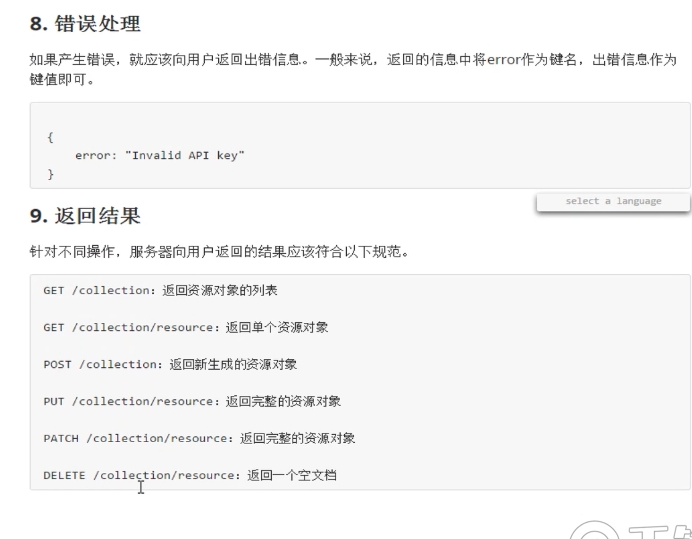 8. 错误处理
如果产生错误，就应该向用户返回出错信息。一般来说，返回的信息中将error作为键名，出错信息作为
键值即可。
{
error: "Invalid API key"
}
select a language
9. 返回结果
针对不同操作，服务器向用户返回的结果应该符合以下规范。
GET /collection：返回资源对象的列表
GET /collection/resource：返回单个资源对象
POST /collection：返回新生成的资源对象
PUT /collection/resource：返回完整的资源对象
PATCH /collection/resource：返回完整的资源对象
DELETE /collection/resource：返回一个空文档